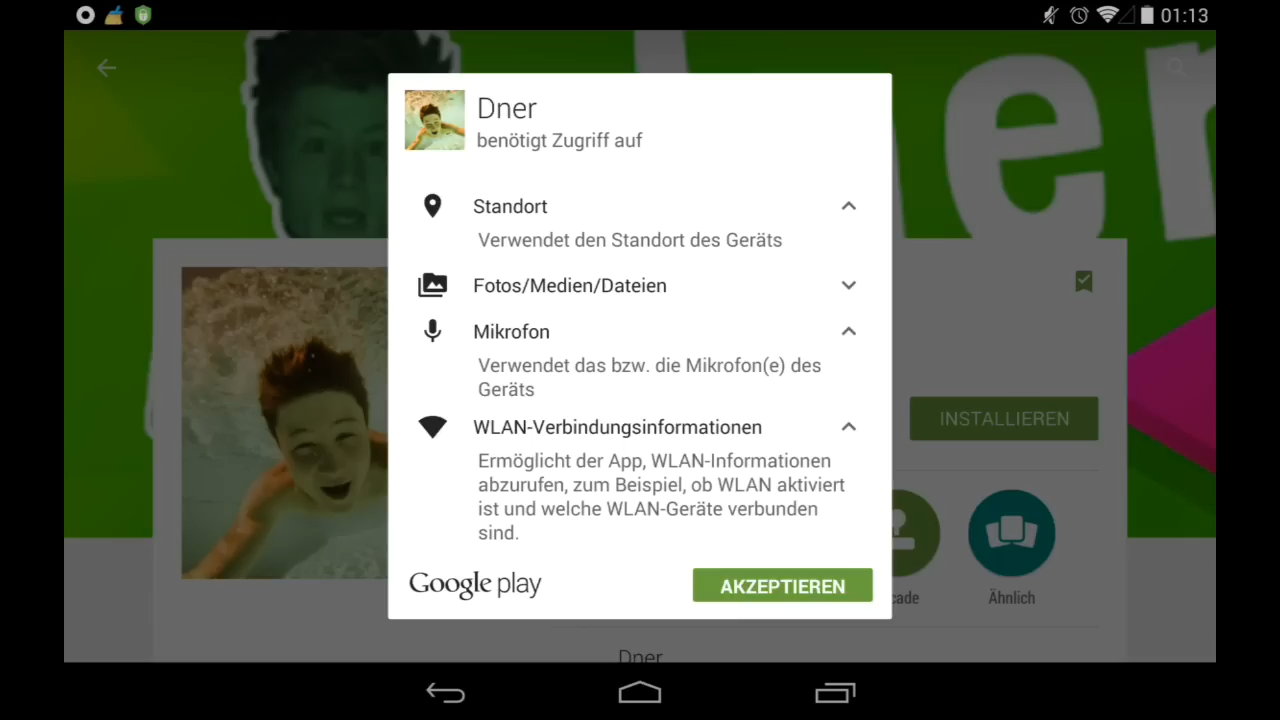 01:13
ner
Dner
benötigt Zugriff auf
Standort
Verwendet den Standort des Geräts
Fotos/Medien/Dateien
Mikrofon
Verwendet das bzw. die Mikrofon(e) des
Geräts
WLAN-Verbindungsinformationen
Ermöglicht der App, WLAN-Informationen
abzurufen, zum Beispiel, ob WLAN aktiviert
ist und welche WLAN-Geräte verbunden
sind.
Google play
AKZEPTIEREN
INSTALLIEREN
cade
Ähnlich
Dner